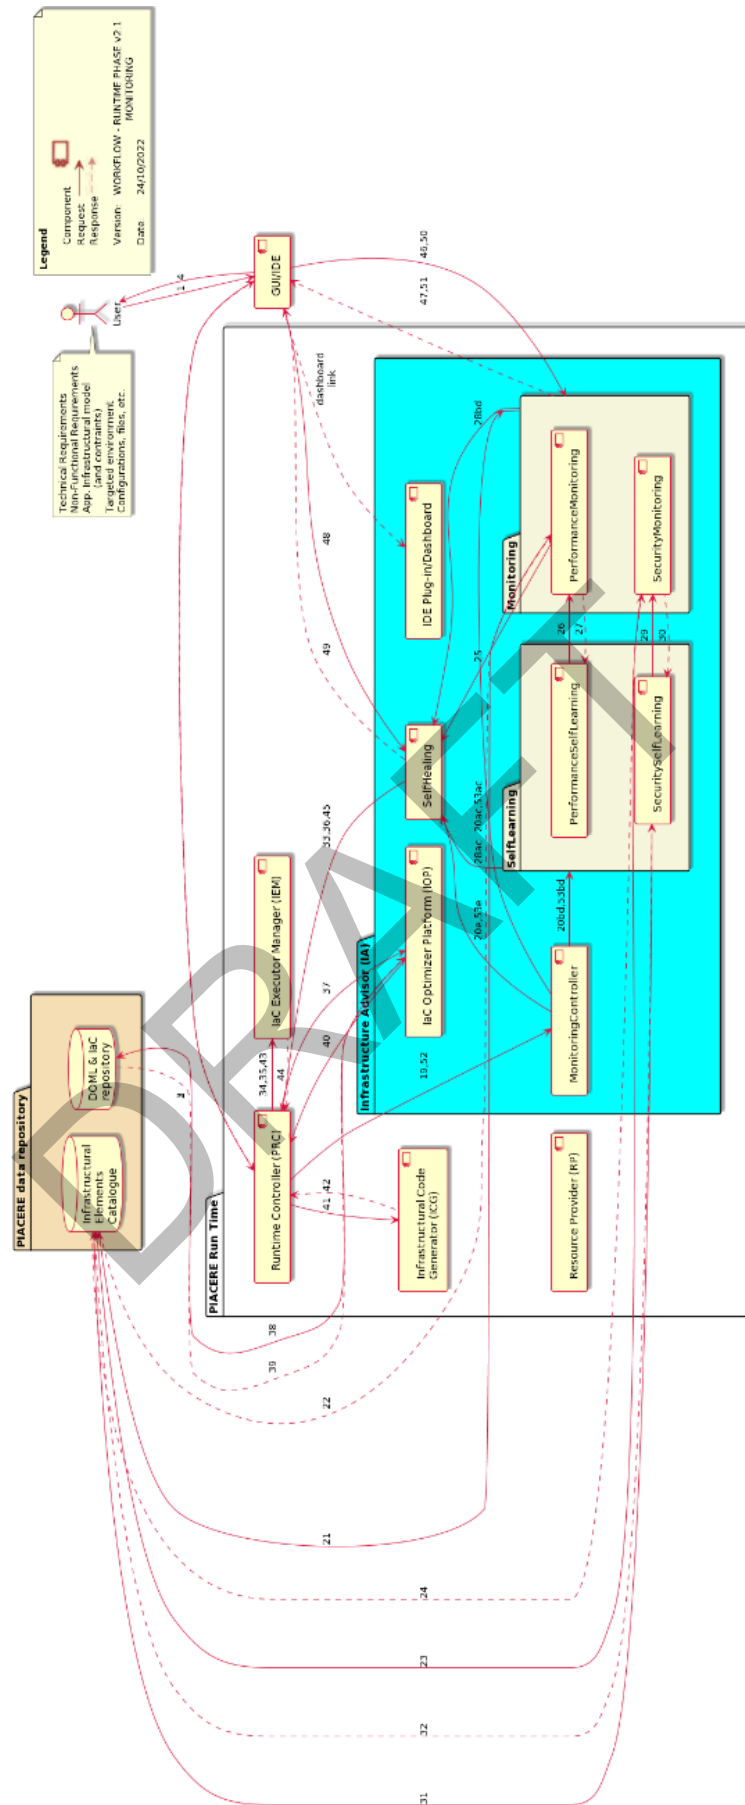 Legend
Component
Request
Response
Version: WORKFLOW - RUNTIME PHASE v2.1
MONITORING
Date 24/10/2022
User
Technical Requirements
Non-Functional Requirements
App. Infrastructural model
(and contraints)
Targeted environment
Configurations, files, etc.
1
4
GUI/IDE
46,50
47,51
dashboard
link
PIACERE data repository
Infrastructural
Elements
Catalogue
DOML & IaC
repository
PIACERE Run Time
Runtime Controller (PRC)
IaC Executor Manager (IEM)
34,35,43
44
33,36,45
48
49
37
40
41
42
38
39
22
21
24
23
32
31
Infrastructural Code
Generator (ICG)
Resource Provider (RP)
Infrastructure Advisor (IA)
19,52
IaC Optimizer Platform (IOP)
SelfHealing
IDE Plug-in/Dashboard
20e,53e
28ac
20ac,53ac
25
28bd
MonitoringController
20bd,53bd
SelfLearning
PerformanceSelfLearning
SecuritySelfLearning
26
27
29
30
Monitoring
PerformanceMonitoring
SecurityMonitoring
DRAFT